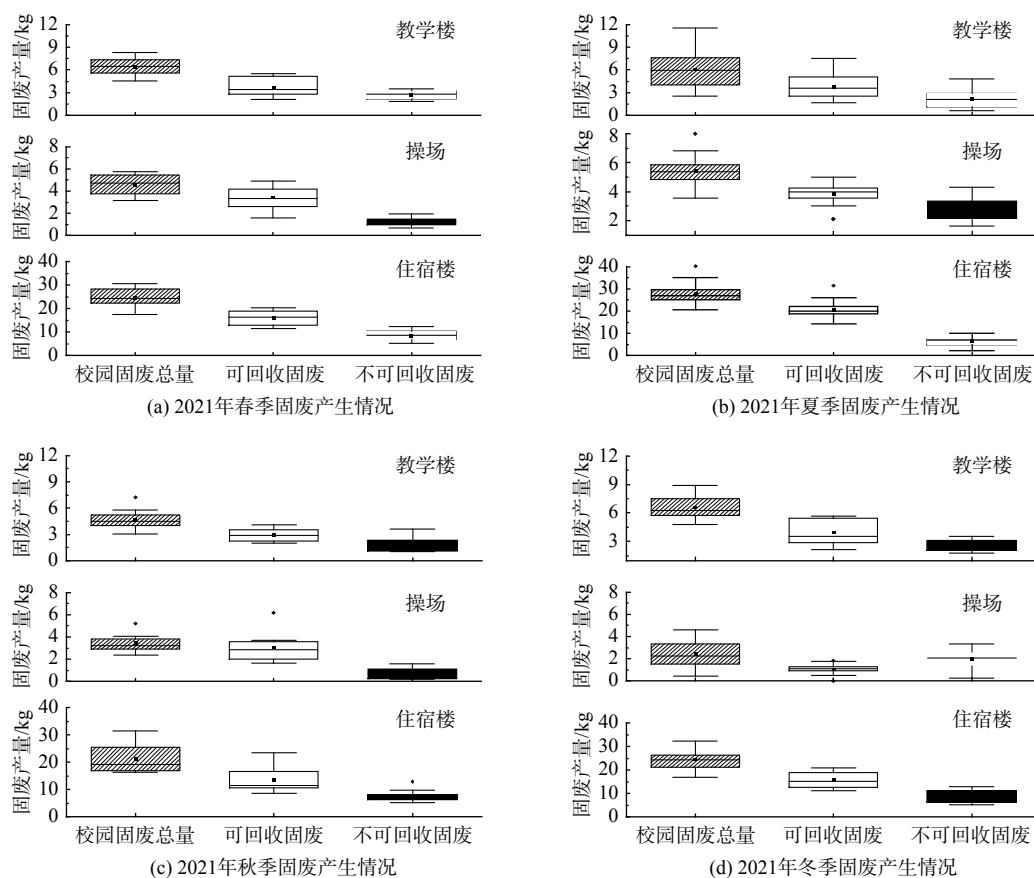 12
9
6
3
0
固废产量/kg
教学楼
8
6
4
2
0
固废产量/kg
操场
40
30
20
10
0
固废产量/kg
住宿楼
校园固废总量 可回收固废 不可回收固废
(a) 2021年春季固废产生情况
12
9
6
3
0
固废产量/kg
教学楼
8
6
4
2
固废产量/kg
操场
40
30
20
10
0
固废产量/kg
住宿楼
校园固废总量 可回收固废 不可回收固废
(b) 2021年夏季固废产生情况
12
9
6
3
0
固废产量/kg
教学楼
8
6
4
2
0
固废产量/kg
操场
40
30
20
10
0
固废产量/kg
住宿楼
校园固废总量 可回收固废 不可回收固废
(c) 2021年秋季固废产生情况
12
9
6
3
固废产量/kg
教学楼
8
6
4
2
0
固废产量/kg
操场
40
30
20
10
0
固废产量/kg
住宿楼
校园固废总量 可回收固废 不可回收固废
(d) 2021年冬季固废产生情况